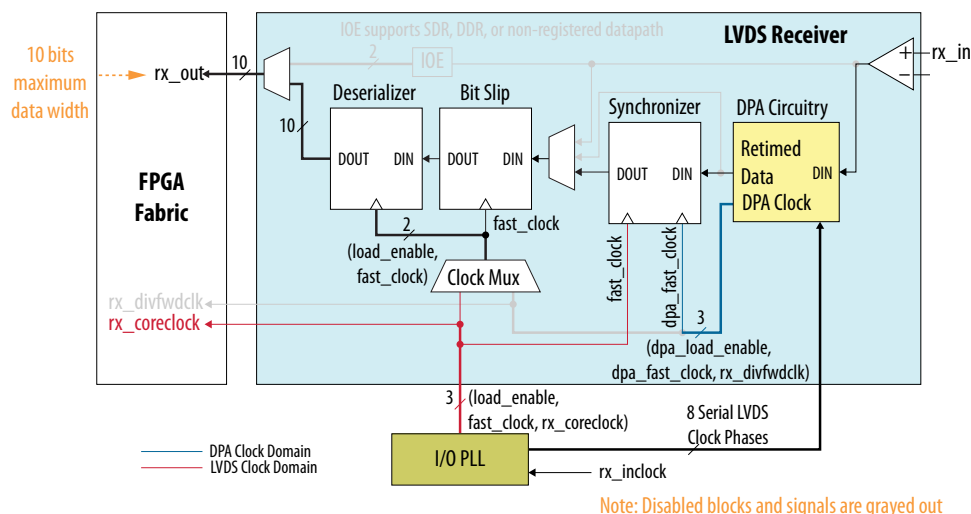 IOE supports SDR, DDR, or non-registered datapath
LVDS Receiver
10 bits
maximum
data width
rx_out
10
2
IOE
+
−
rx_in
Deserializer
Bit Slip
Synchronizer
DPA Circuitry
10
DOUT
DIN
DOUT
DIN
DOUT
DIN
Retimed
Data
DIN
DPA Clock
FPGA
Fabric
2
fast_clock
(load_enable,
fast_clock)
Clock Mux
fast_clock
dpa_fast_clock
3
rx_divfwdclk
rx_coreclock
(dpa_load_enable,
dpa_fast_clock, rx_divfwdclk)
3
(load_enable,
fast_clock, rx_coreclock)
8 Serial LVDS
Clock Phases
I/O PLL
rx_inclock
DPA Clock Domain
LVDS Clock Domain
Note: Disabled blocks and signals are grayed out